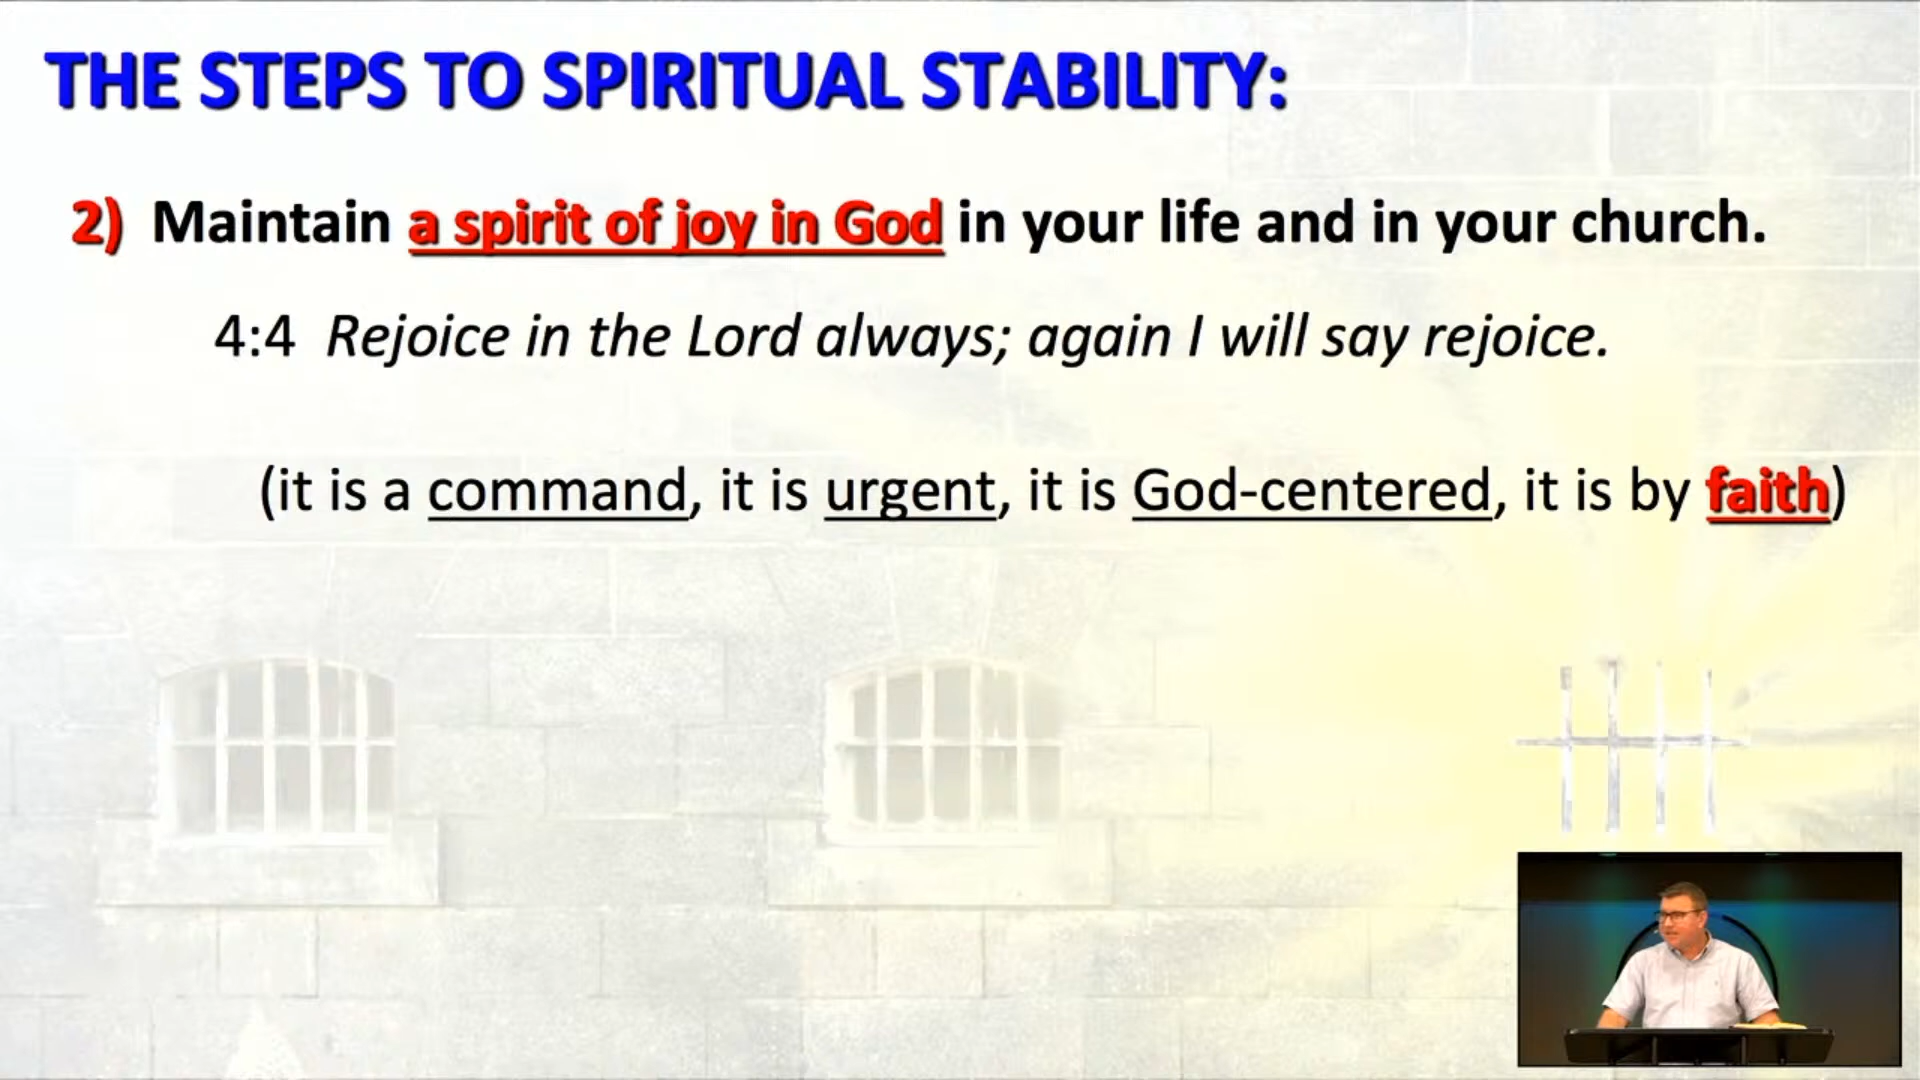 THE STEPS TO SPIRITUAL STABILITY:
2) Maintain a spirit of joy in God in your life and in your church.
4:4 Rejoice in the Lord always; again I will say rejoice.
(it is a command, it is urgent, it is God-centered, it is by faith)